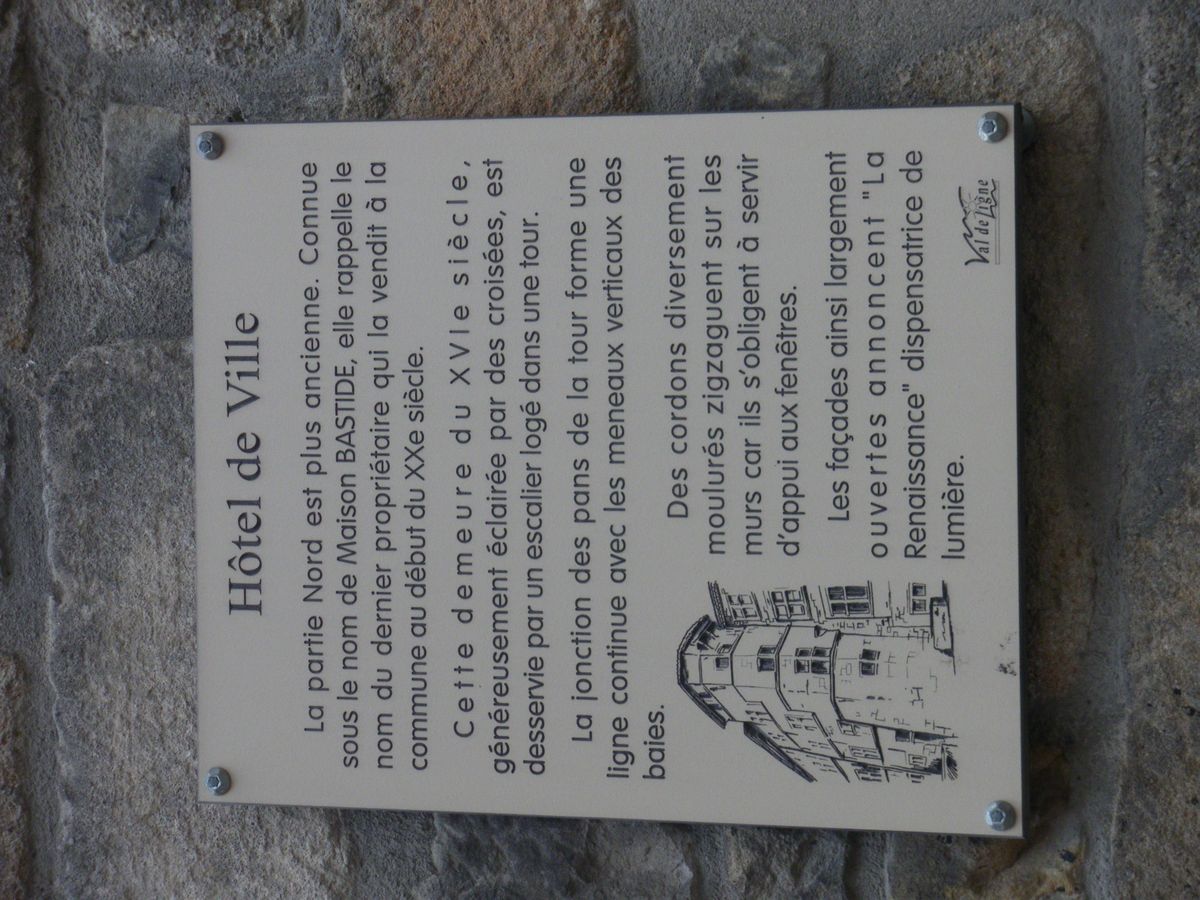 Hôtel de Ville
La partie Nord est plus ancienne. Connue
sous le nom de Maison BASTIDE, elle rappelle le
nom du dernier propriétaire qui la vendit à la
commune au début du XXe siècle.
Cette demeure du XVIe siècle,
généreusement éclairée par des croisées, est
desservie par un escalier logé dans une tour.
La jonction des pans de la tour forme une
ligne continue avec les meneaux verticaux des
baies.
Des cordons diversement
moulurés zigzaguent sur les
murs car ils s'obligent à servir
d'appui aux fenêtres.
Les façades ainsi largement
ouvertes annoncent "La
Renaissance" dispensatrice de
lumière.
Val de Ligne